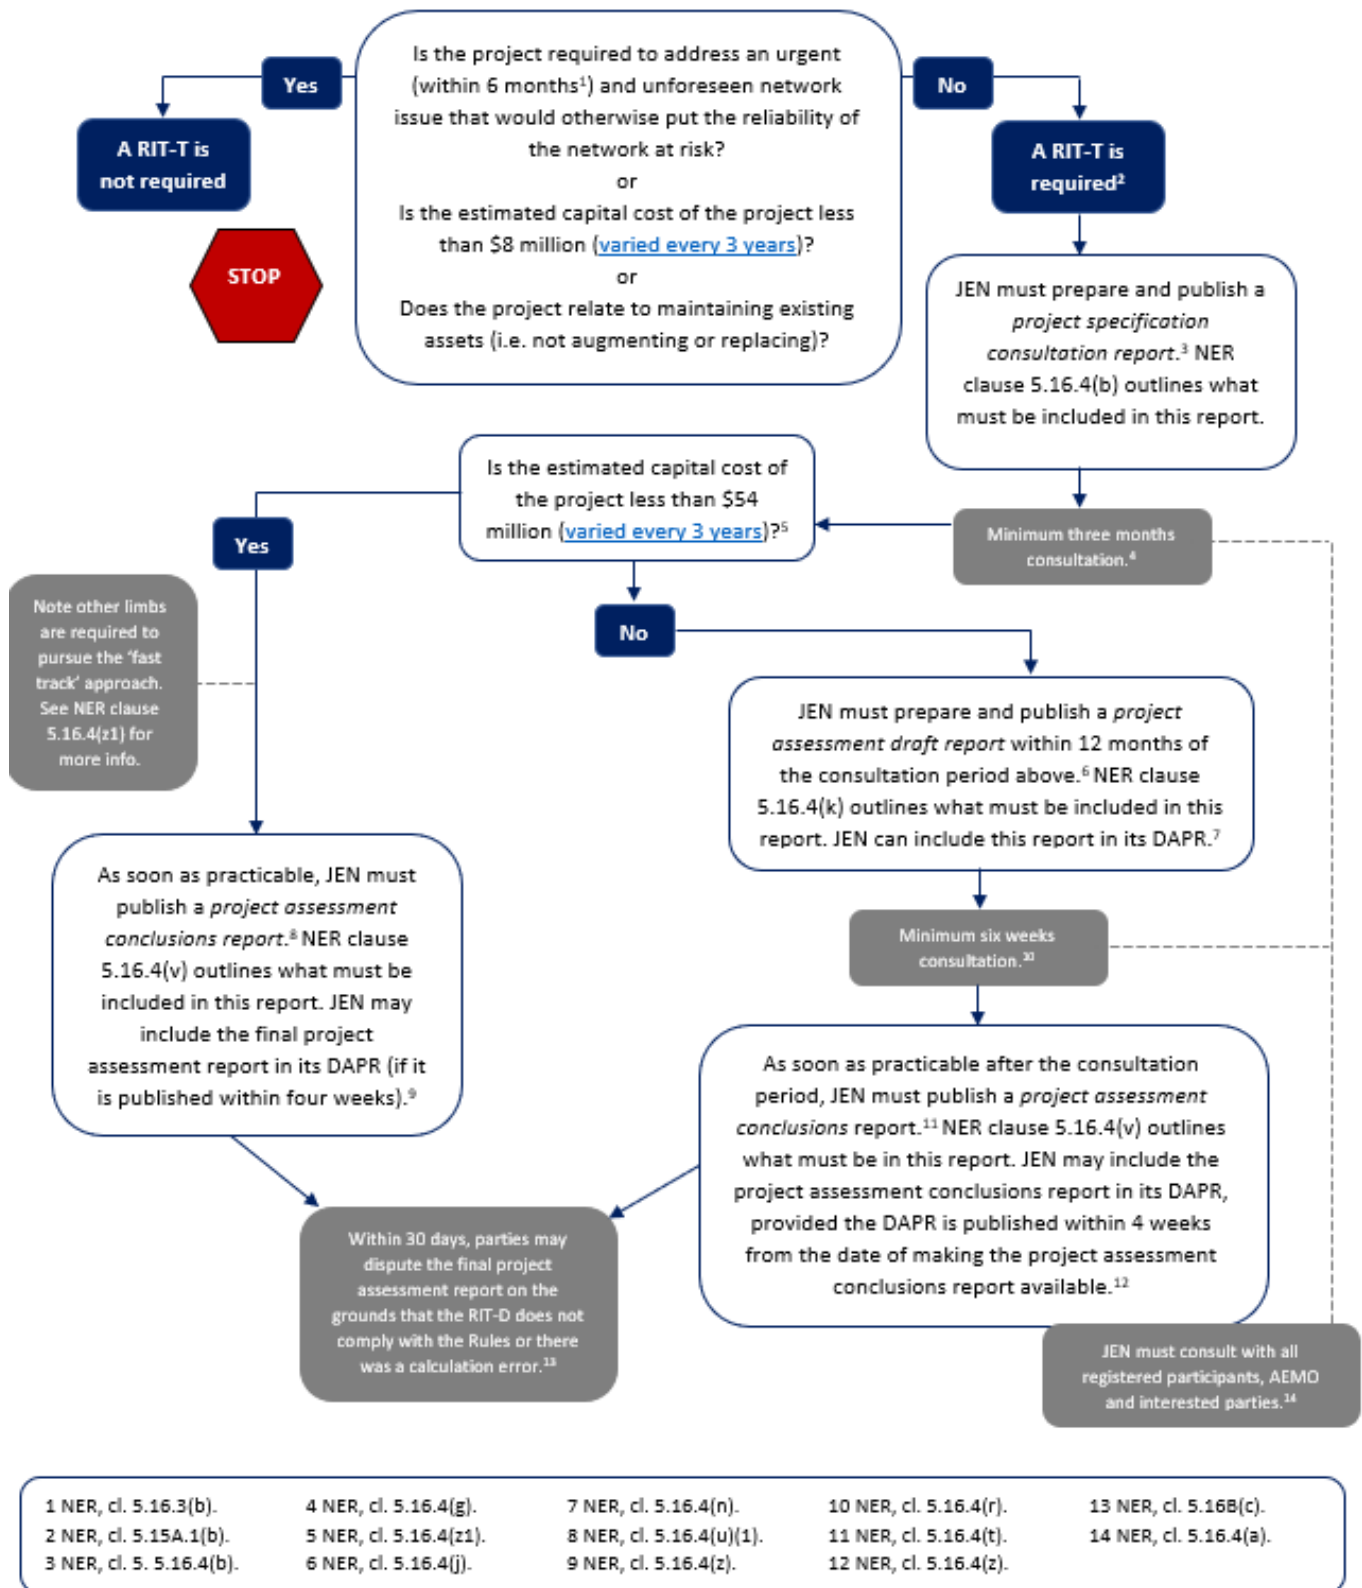 Is the project required to address an urgent
(within 6 months¹) and unforeseen network
issue that would otherwise put the reliability of
the network at risk?
or
Is the estimated capital cost of the project less
than $8 million (varied every 3 years)?
or
Does the project relate to maintaining existing
assets (i.e. not augmenting or replacing)?
Yes
No
A RIT-T is
not required
STOP
A RIT-T is
required²
JEN must prepare and publish a
project specification
consultation report.³ NER
clause 5.16.4(b) outlines what
must be included in this report.
Minimum three months
consultation.⁴
Is the estimated capital cost of
the project less than $54
million (varied every 3 years)?⁵
Yes
No
Note other limbs
are required to
pursue the ‘fast
track’ approach.
See NER clause
5.16.4(z1) for
more info.
JEN must prepare and publish a project
assessment draft report within 12 months of
the consultation period above.⁶ NER clause
5.16.4(k) outlines what must be included in this
report. JEN can include this report in its DAPR.⁷
As soon as practicable, JEN must
publish a project assessment
conclusions report.⁸ NER clause
5.16.4(v) outlines what must be
included in this report. JEN may
include the final project
assessment report in its DAPR (if it
is published within four weeks).⁹
Minimum six weeks
consultation.¹⁰
As soon as practicable after the consultation
period, JEN must publish a project assessment
conclusions report.¹¹ NER clause 5.16.4(v) outlines
what must be in this report. JEN may include the
project assessment conclusions report in its DAPR,
provided the DAPR is published within 4 weeks
from the date of making the project assessment
conclusions report available.¹²
Within 30 days, parties may
dispute the final project
assessment report on the
grounds that the RIT-D does not
comply with the Rules or there
was a calculation error.¹³
JEN must consult with all
registered participants, AEMO
and interested parties.¹⁴
1 NER, cl. 5.16.3(b).
2 NER, cl. 5.15A.1(b).
3 NER, cl. 5. 5.16.4(b).
4 NER, cl. 5.16.4(g).
5 NER, cl. 5.16.4(z1).
6 NER, cl. 5.16.4(j).
7 NER, cl. 5.16.4(n).
8 NER, cl. 5.16.4(u)(1).
9 NER, cl. 5.16.4(z).
10 NER, cl. 5.16.4(r).
11 NER, cl. 5.16.4(t).
12 NER, cl. 5.16.4(z).
13 NER, cl. 5.16B(c).
14 NER, cl. 5.16.4(a).